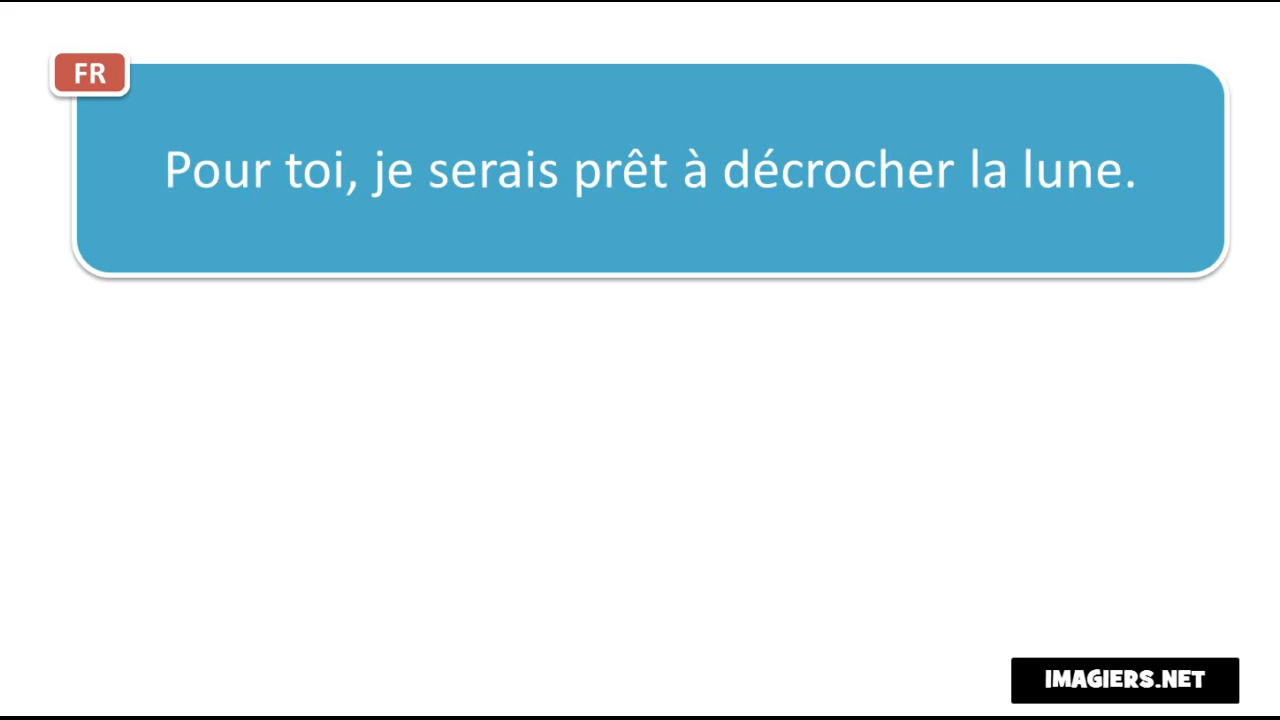 FR
Pour toi, je serais prêt à décrocher la lune.
IMAGIERS.NET